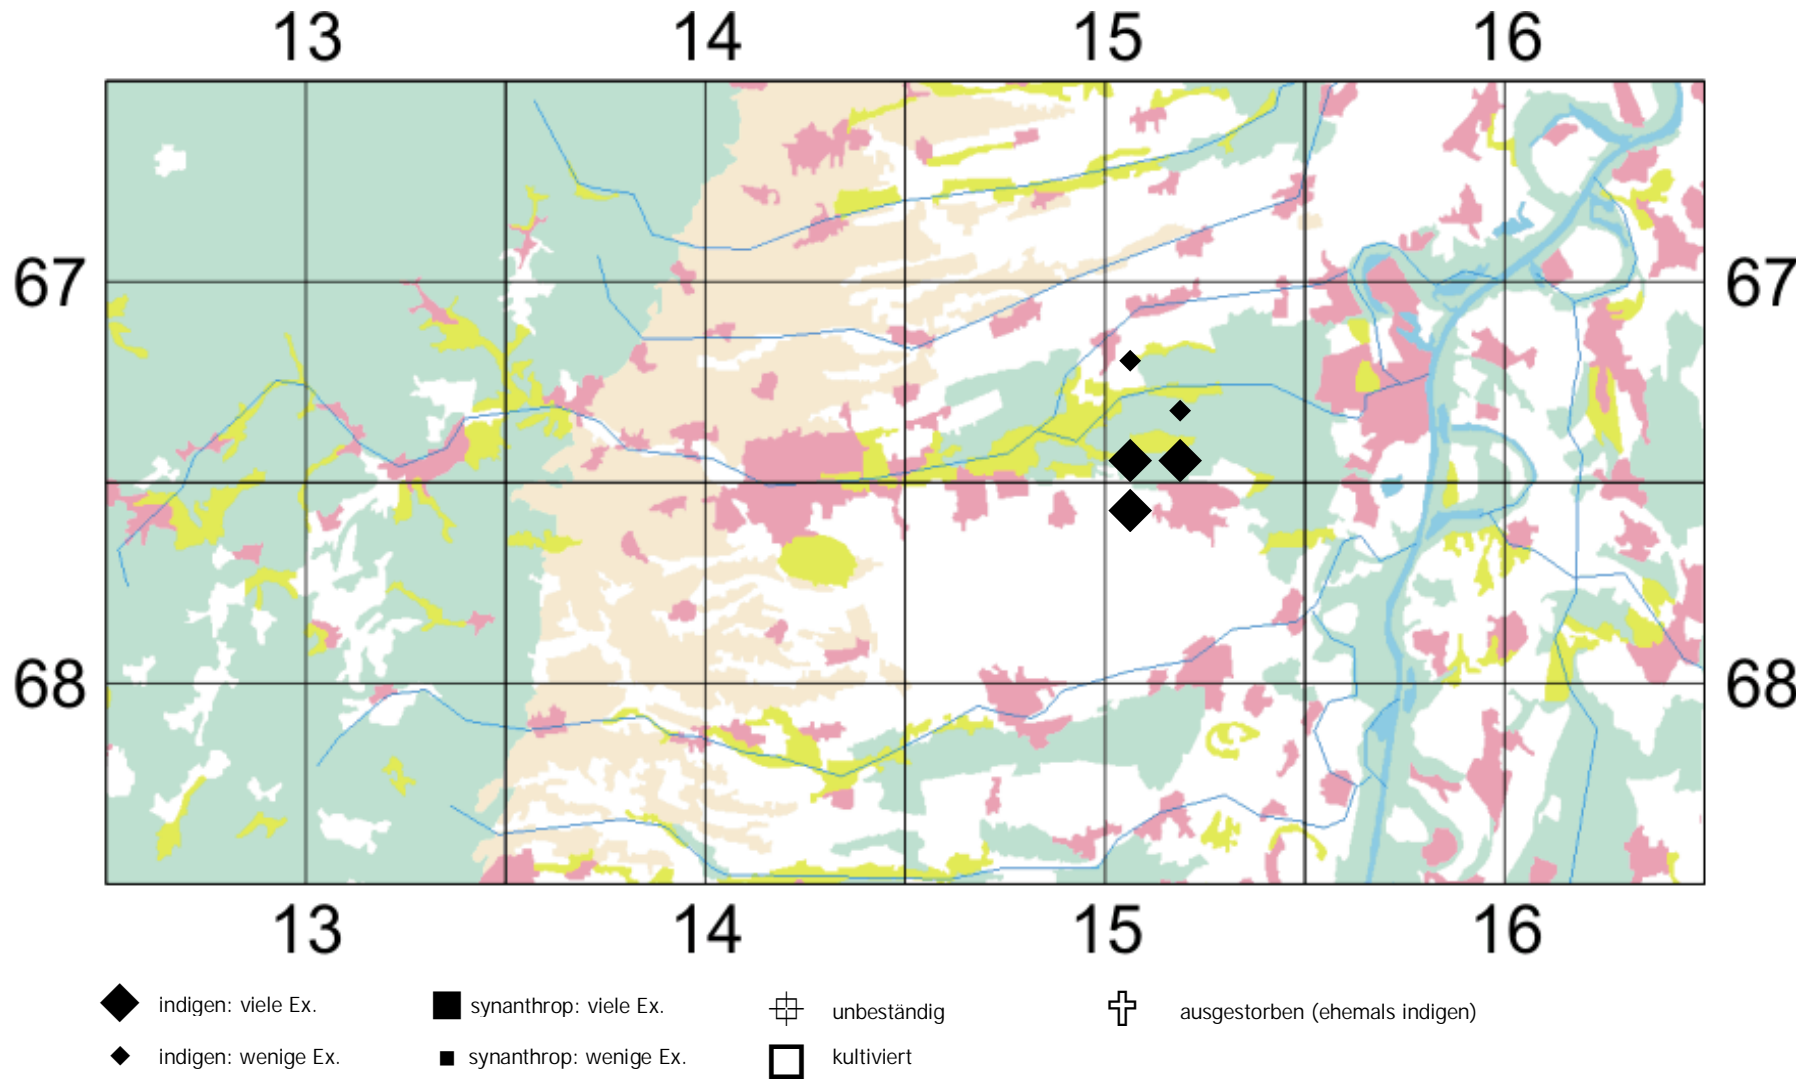 13 14 15 16
67 67
68 68
13 14 15 16
indigen: viele Ex. synanthrop: viele Ex. unbeständig ausgestorben (ehemals indigen)
indigen: wenige Ex. synanthrop: wenige Ex. kultiviert